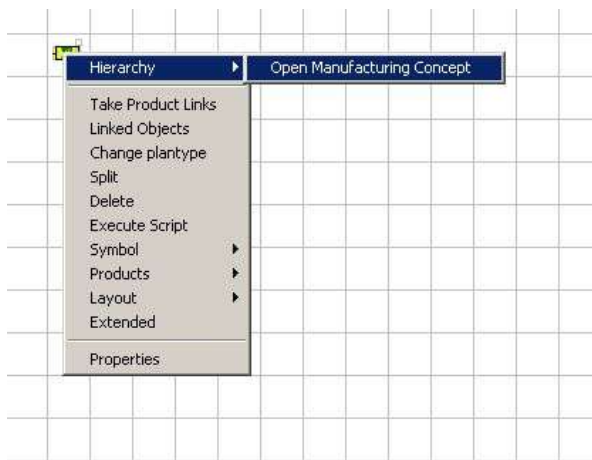 Hierarchy
Open Manufacturing Concept
Take Product Links
Linked Objects
Change plantype
Split
Delete
Execute Script
Symbol
Products
Layout
Extended
Properties